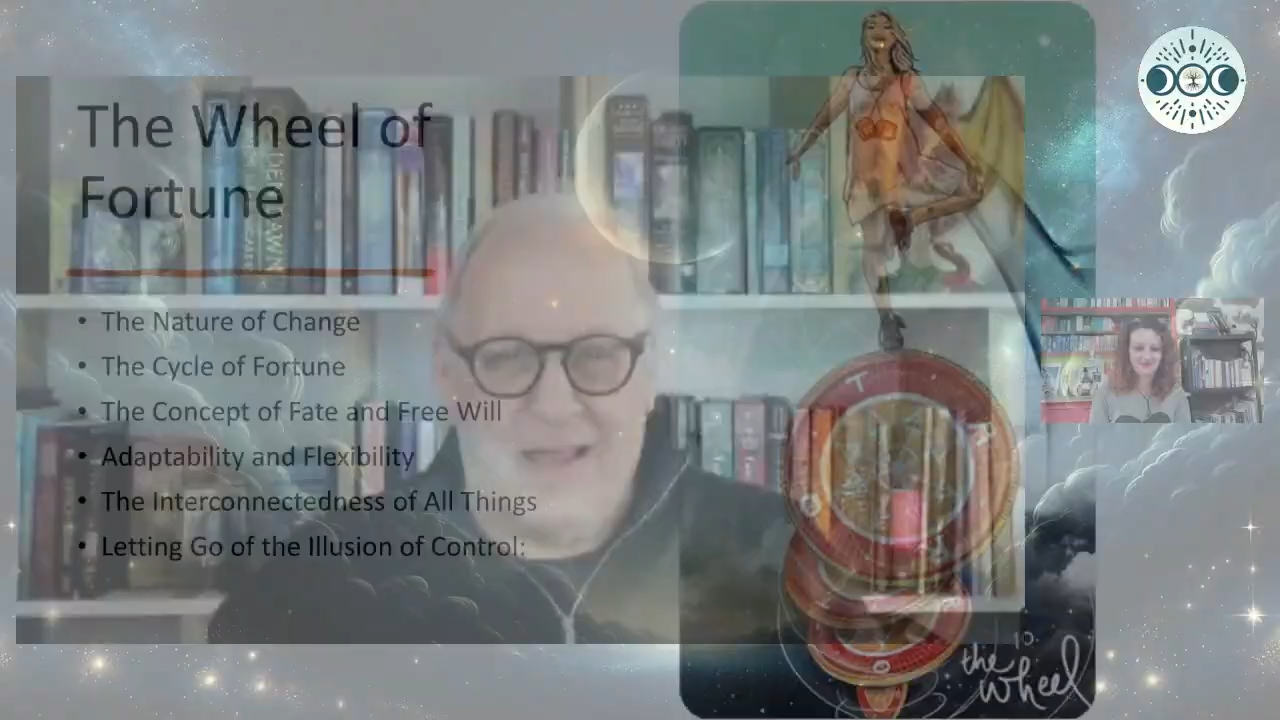 The Wheel of
Fortune
• The Nature of Change
• The Cycle of Fortune
• The Concept of Fate and Free Will
• Adaptability and Flexibility
• The Interconnectedness of All Things
• Letting Go of the Illusion of Control:
T
A
O
10.
the
wheel